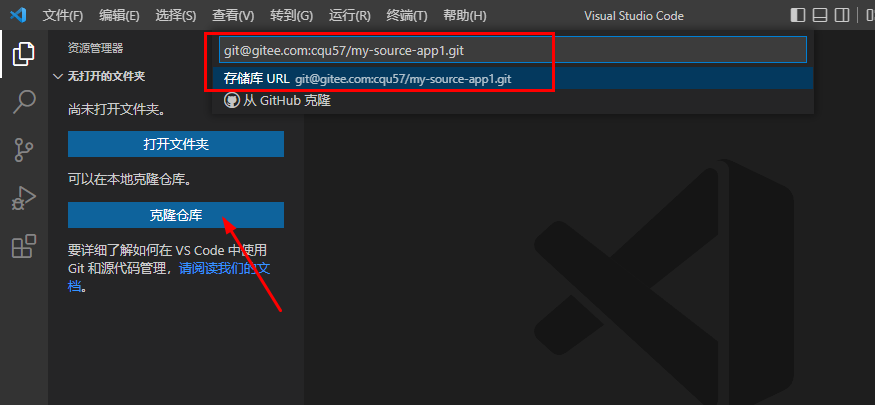 文件(F) 编辑(E) 选择(S) 查看(V) 转到(G) 运行(R) 终端(T) 帮助(H) Visual Studio Code
资源管理器
无打开的文件夹
尚未打开文件夹。
打开文件夹
可以在本地克隆仓库。
克隆仓库
要详细了解如何在 VS Code 中使用
Git 和源代码管理，请阅读我们的文
档。
git@gitee.com:cqu57/my-source-app1.git
存储库 URL git@gitee.com:cqu57/my-source-app1.git
从 GitHub 克隆